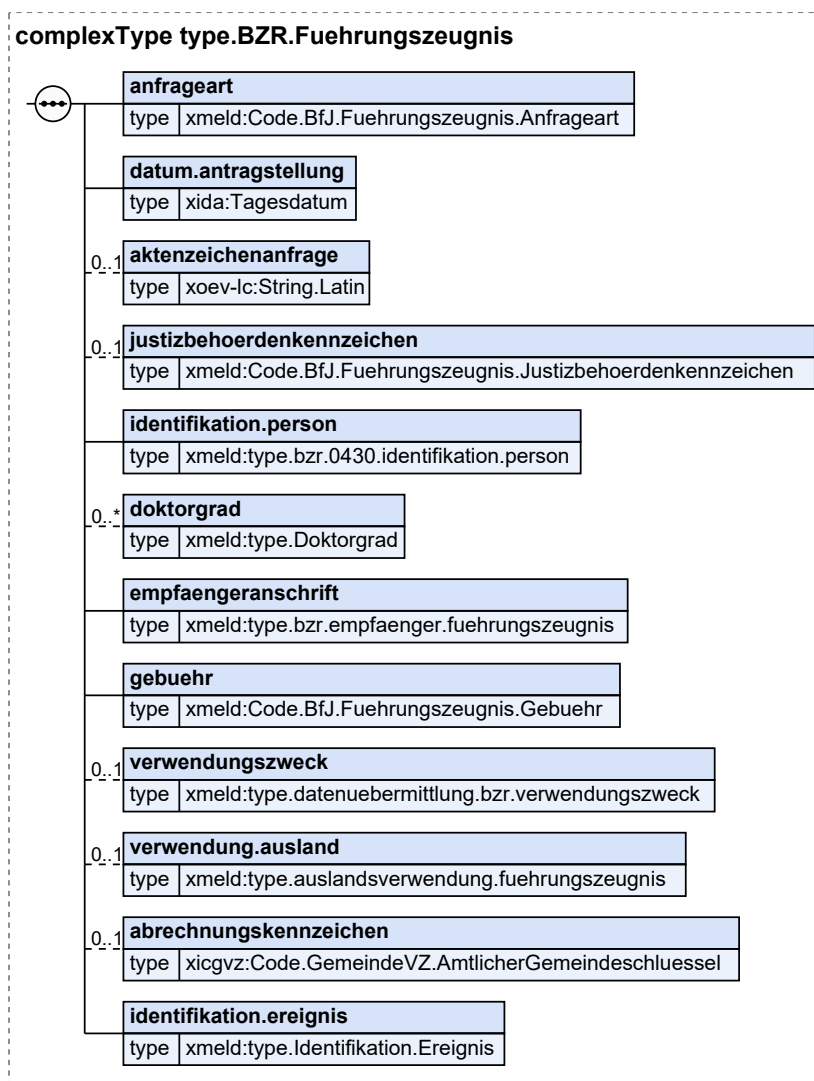 complexType type.BZR.Fuehrungszeugnis
anfrageart
type xmeld:Code.BfJ.Fuehrungszeugnis.Anfrageart
datum.antragstellung
type xida:Tagesdatum
0..1 aktenzeichenanfrage
type xoev-lc:String.Latin
0..1 justizbehoerdenkennzeichen
type xmeld:Code.BfJ.Fuehrungszeugnis.Justizbehoerdenkennzeichen
identifikation.person
type xmeld:type.bzr.0430.identifikation.person
0..* doktorgrad
type xmeld:type.Doktorgrad
empfaengeranschrift
type xmeld:type.bzr.empfaenger.fuehrungszeugnis
gebuehr
type xmeld:Code.BfJ.Fuehrungszeugnis.Gebuehr
0..1 verwendungszweck
type xmeld:type.datenuebermittlung.bzr.verwendungszweck
0..1 verwendung.ausland
type xmeld:type.auslandsverwendung.fuehrungszeugnis
0..1 abrechnungskennzeichen
type xicgvz:Code.GemeindeVZ.AmtlicherGemeindeschluessel
identifikation.ereignis
type xmeld:type.Identifikation.Ereignis